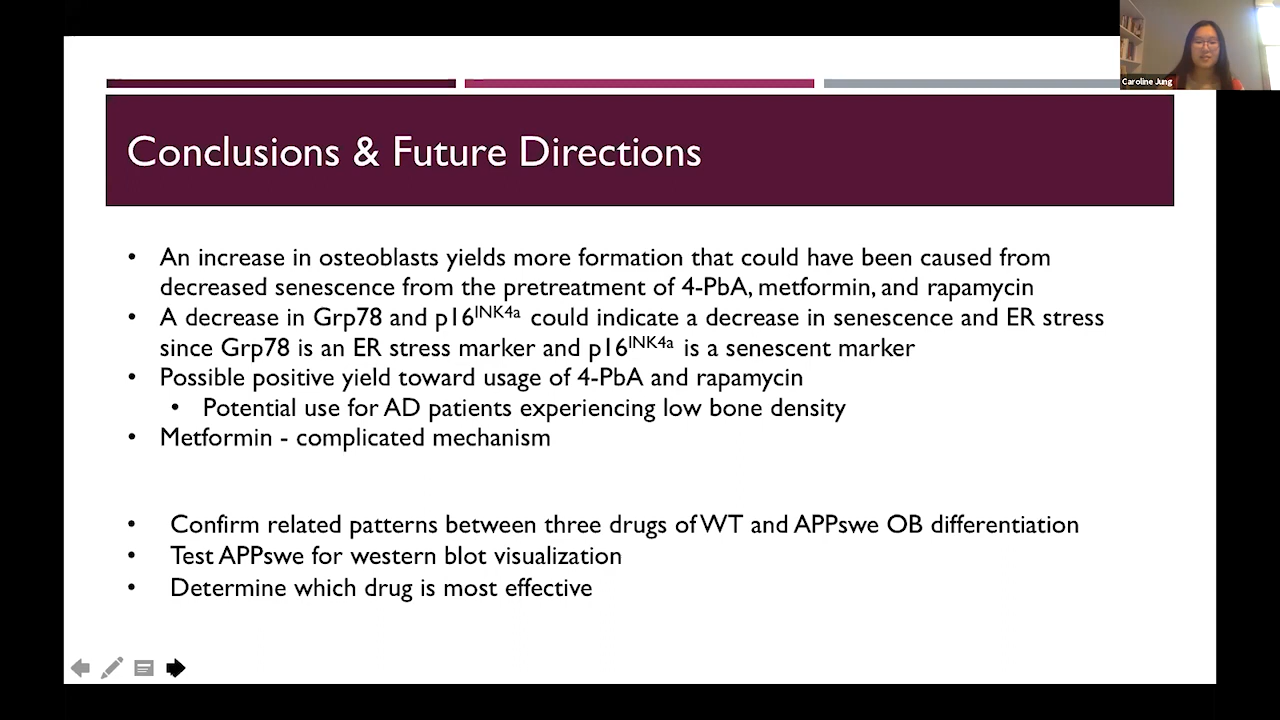 Caroline Jung
Conclusions & Future Directions
• An increase in osteoblasts yields more formation that could have been caused from
decreased senescence from the pretreatment of 4-PbA, metformin, and rapamycin
• A decrease in Grp78 and p16^INK4a could indicate a decrease in senescence and ER stress
since Grp78 is an ER stress marker and p16^INK4a is a senescent marker
• Possible positive yield toward usage of 4-PbA and rapamycin
• Potential use for AD patients experiencing low bone density
• Metformin - complicated mechanism
• Confirm related patterns between three drugs of WT and APPswe OB differentiation
• Test APPswe for western blot visualization
• Determine which drug is most effective